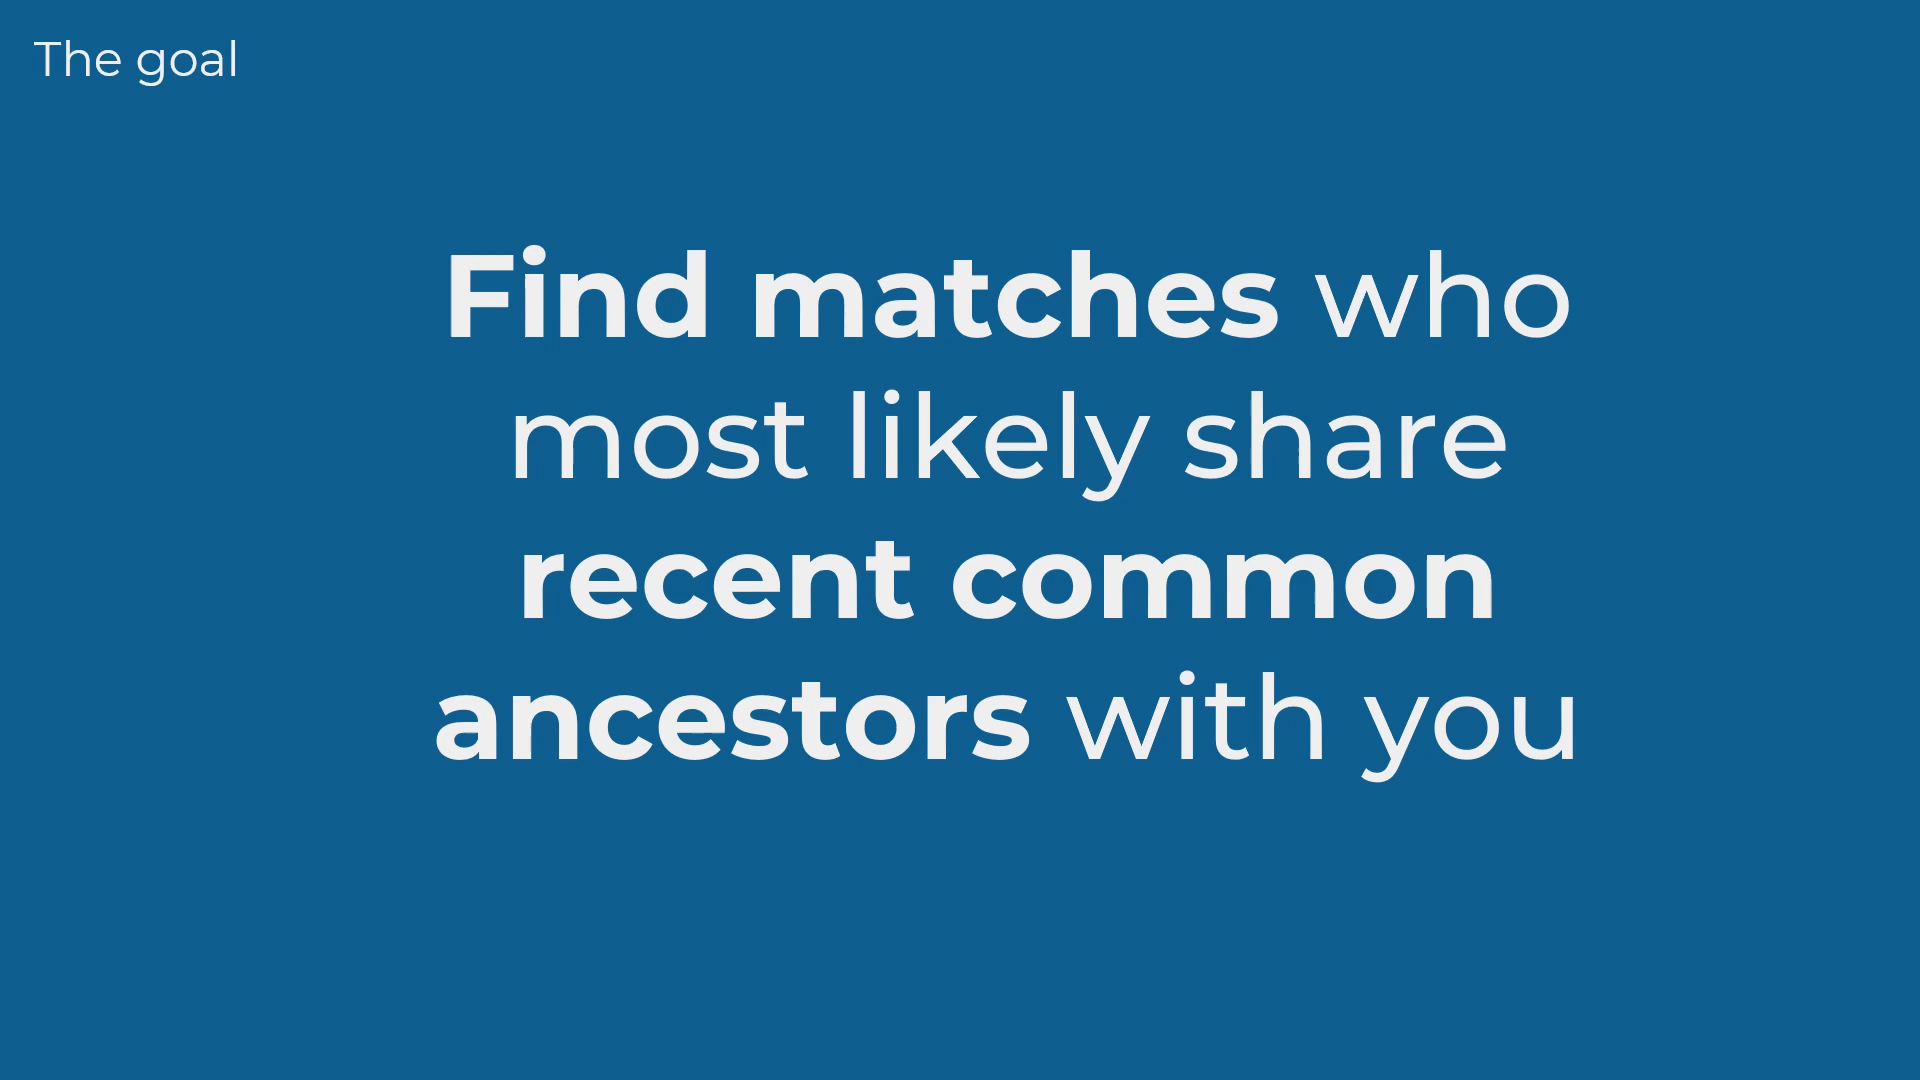 The goal
Find matches who
most likely share
recent common
ancestors with you